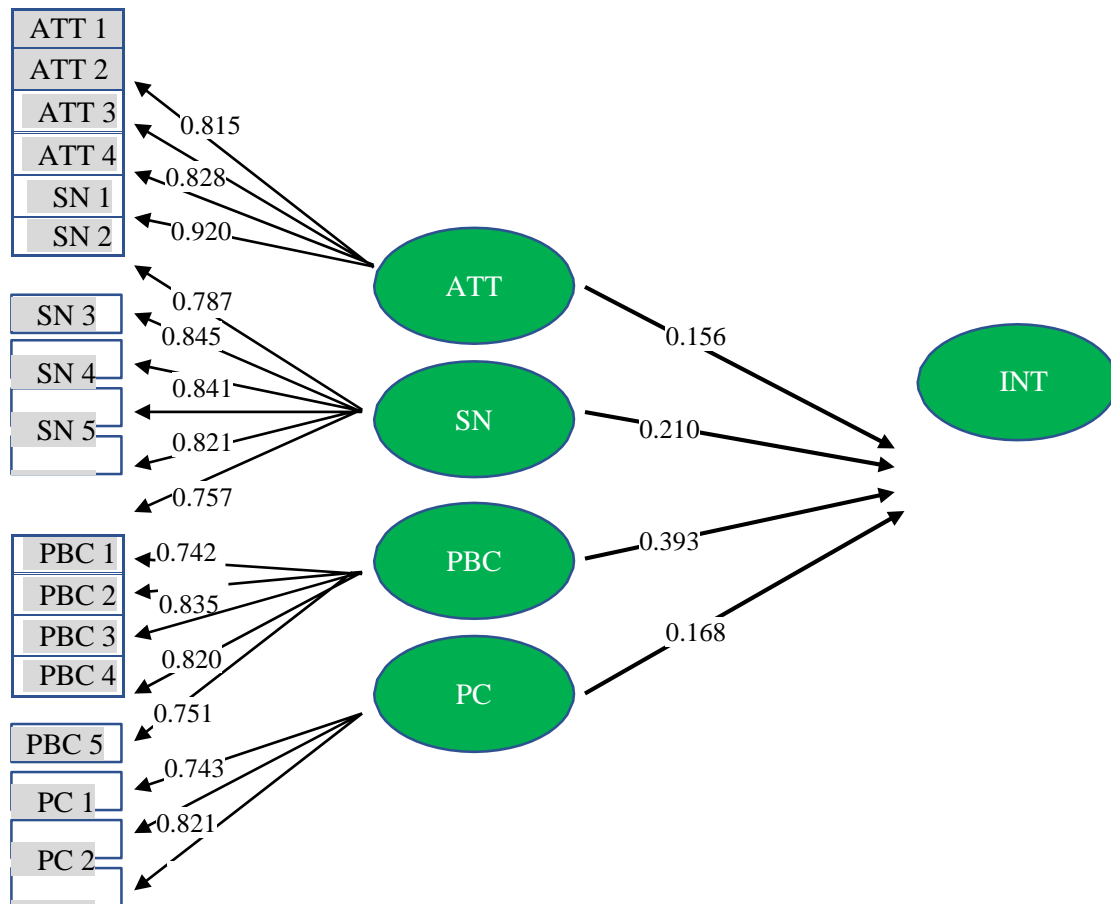 ATT 1
ATT 2
ATT 3
ATT 4
SN 1
SN 2
SN 3
SN 4
SN 5
PBC 1
PBC 2
PBC 3
PBC 4
PBC 5
PC 1
PC 2
0.815
0.828
0.920
0.787
0.845
0.841
0.821
0.757
0.742
0.835
0.820
0.751
0.743
0.821
ATT
SN
PBC
PC
0.156
0.210
0.393
0.168
INT